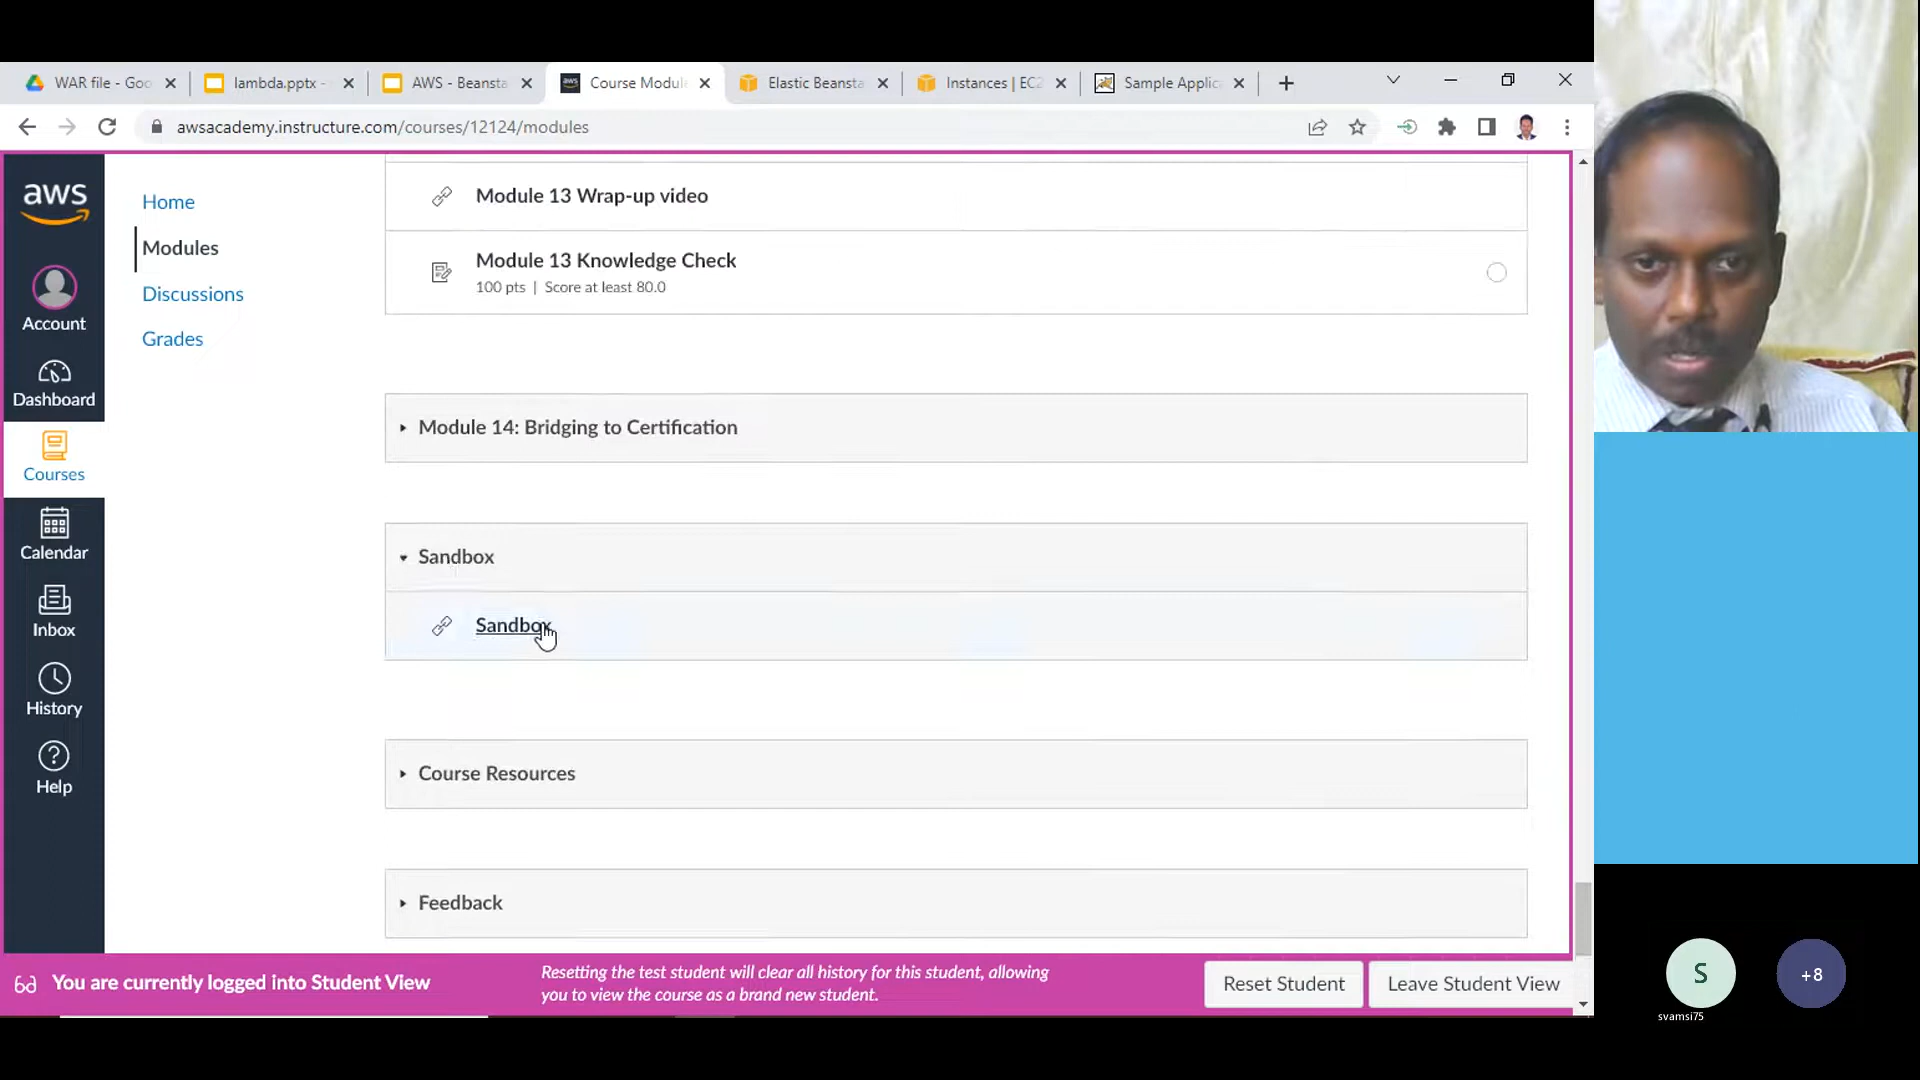 WAR file - Goo
lambda.pptx -
AWS - Beansta
Course Module
Elastic Beansta
Instances | EC2
Sample Applic
awsacademy.instructure.com/courses/12124/modules
aws
Account
Dashboard
Courses
Calendar
Inbox
History
Help
Home
Modules
Discussions
Grades
Module 13 Wrap-up video
Module 13 Knowledge Check
100 pts | Score at least 80.0
Module 14: Bridging to Certification
Sandbox
Sandbox
Course Resources
Feedback
You are currently logged into Student View
Resetting the test student will clear all history for this student, allowing
you to view the course as a brand new student.
Reset Student
Leave Student View
S
+8
svamsi75